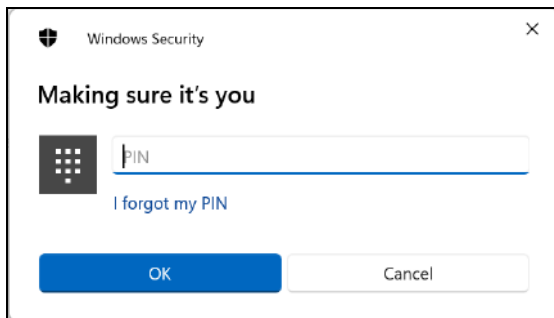 Windows Security
Making sure it's you
PIN
I forgot my PIN
OK
Cancel